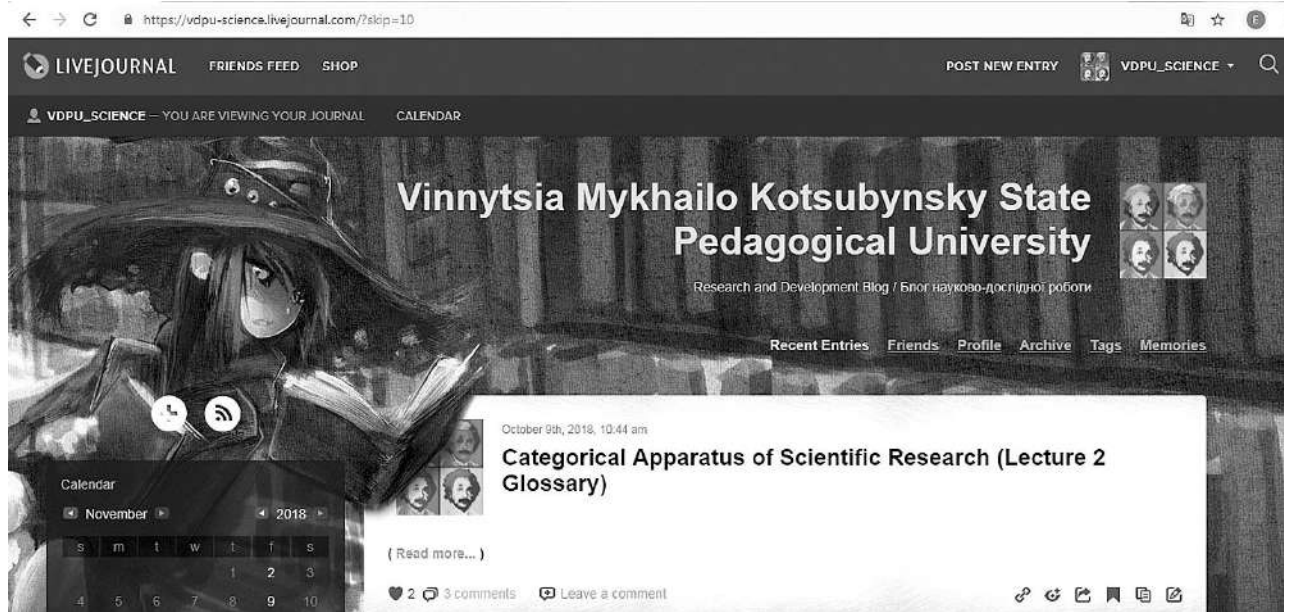 https://vdpu-science.livejournal.com/?skip=10
E
LIVEJOURNAL FRIENDS FEED SHOP POST NEW ENTRY VDPU_SCIENCE
VDPU_SCIENCE — YOU ARE VIEWING YOUR JOURNAL CALENDAR
Vinnytsia Mykhailo Kotsubynsky State
Pedagogical University
Research and Development Blog / Блог науково-дослідної роботи
Recent Entries Friends Profile Archive Tags Memories
October 9th, 2018, 10:44 am
Categorical Apparatus of Scientific Research (Lecture 2
Glossary)
( Read more... )
2 3 comments Leave a comment
Calendar
November 2018
s m t w t f s
1 2 3
4 5 6 7 8 9 10